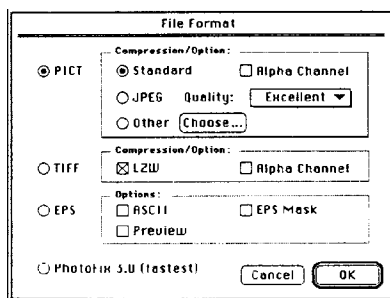 File Format
Compression/Option:
PICT Standard Alpha Channel
JPEG Quality: Excellent
Other Choose...
Compression/Option:
TIFF LZW Alpha Channel
Options:
EPS ASCII EPS Mask
Preview
PhotoFix 3.0 (fastest) Cancel OK